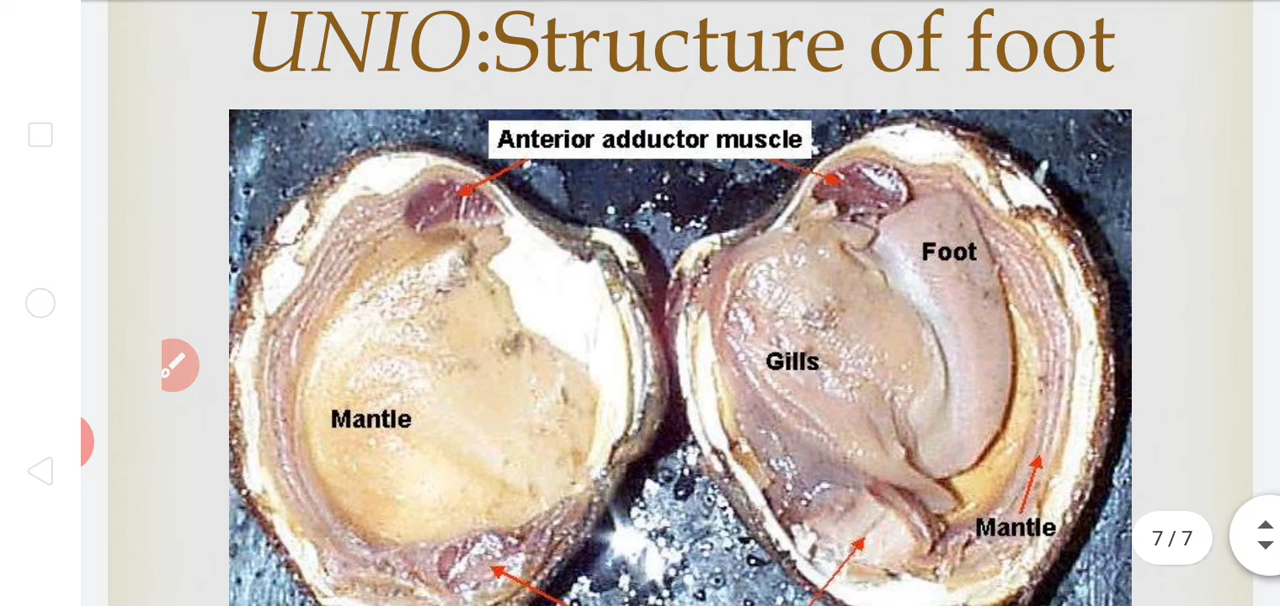 UNIO:Structure of foot
Anterior adductor muscle
Foot
Gills
Mantle
Mantle
7 / 7